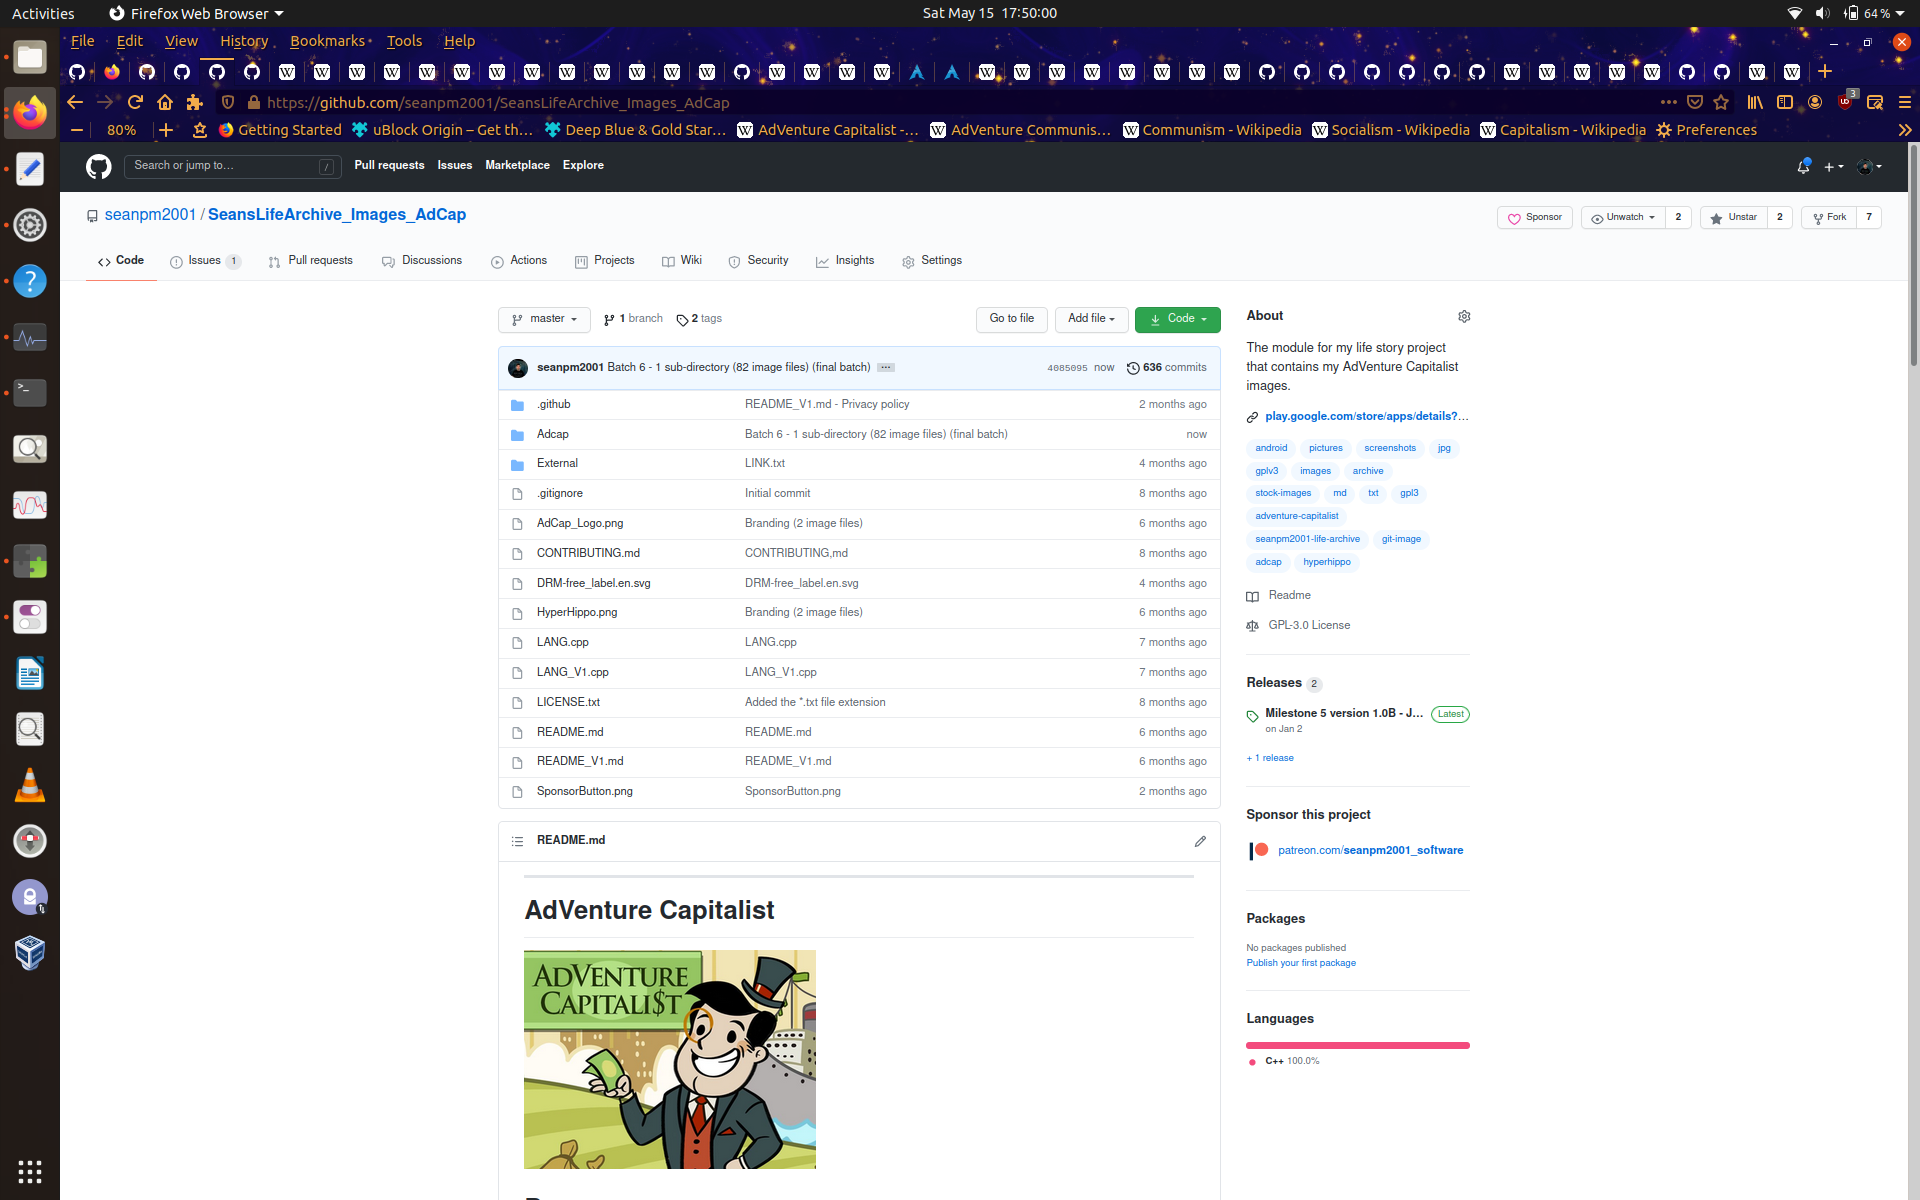 Activities Firefox Web Browser Sat May 15 17:50:00 64 %
File Edit View History Bookmarks Tools Help
https://github.com/seanpm2001/SeansLifeArchive_Images_AdCap 3
80% Getting Started uBlock Origin – Get th… Deep Blue & Gold Star… AdVenture Capitalist -… AdVenture Communis… Communism - Wikipedia Socialism - Wikipedia Capitalism - Wikipedia Preferences
Search or jump to… / Pull requests Issues Marketplace Explore
seanpm2001 / SeansLifeArchive_Images_AdCap Sponsor Unwatch 2 Unstar 2 Fork 7
Code Issues 1 Pull requests Discussions Actions Projects Wiki Security Insights Settings
master 1 branch 2 tags Go to file Add file Code
seanpm2001 Batch 6 - 1 sub-directory (82 image files) (final batch) … 4085095 now 636 commits
.github README_V1.md - Privacy policy 2 months ago
Adcap Batch 6 - 1 sub-directory (82 image files) (final batch) now
External LINK.txt 4 months ago
.gitignore Initial commit 8 months ago
AdCap_Logo.png Branding (2 image files) 6 months ago
CONTRIBUTING.md CONTRIBUTING.md 8 months ago
DRM-free_label.en.svg DRM-free_label.en.svg 4 months ago
HyperHippo.png Branding (2 image files) 6 months ago
LANG.cpp LANG.cpp 7 months ago
LANG_V1.cpp LANG_V1.cpp 7 months ago
LICENSE.txt Added the *.txt file extension 8 months ago
README.md README.md 6 months ago
README_V1.md README_V1.md 6 months ago
SponsorButton.png SponsorButton.png 2 months ago
README.md
AdVenture Capitalist
ADVENTURE
CAPITALI$T
About
The module for my life story project
that contains my AdVenture Capitalist
images.
play.google.com/store/apps/details?…
android pictures screenshots jpg
gplv3 images archive
stock-images md txt gpl3
adventure-capitalist
seanpm2001-life-archive git-image
adcap hyperhippo
Readme
GPL-3.0 License
Releases 2
Milestone 5 version 1.0B - J… Latest
on Jan 2
+ 1 release
Sponsor this project
patreon.com/seanpm2001_software
Packages
No packages published
Publish your first package
Languages
C++ 100.0%